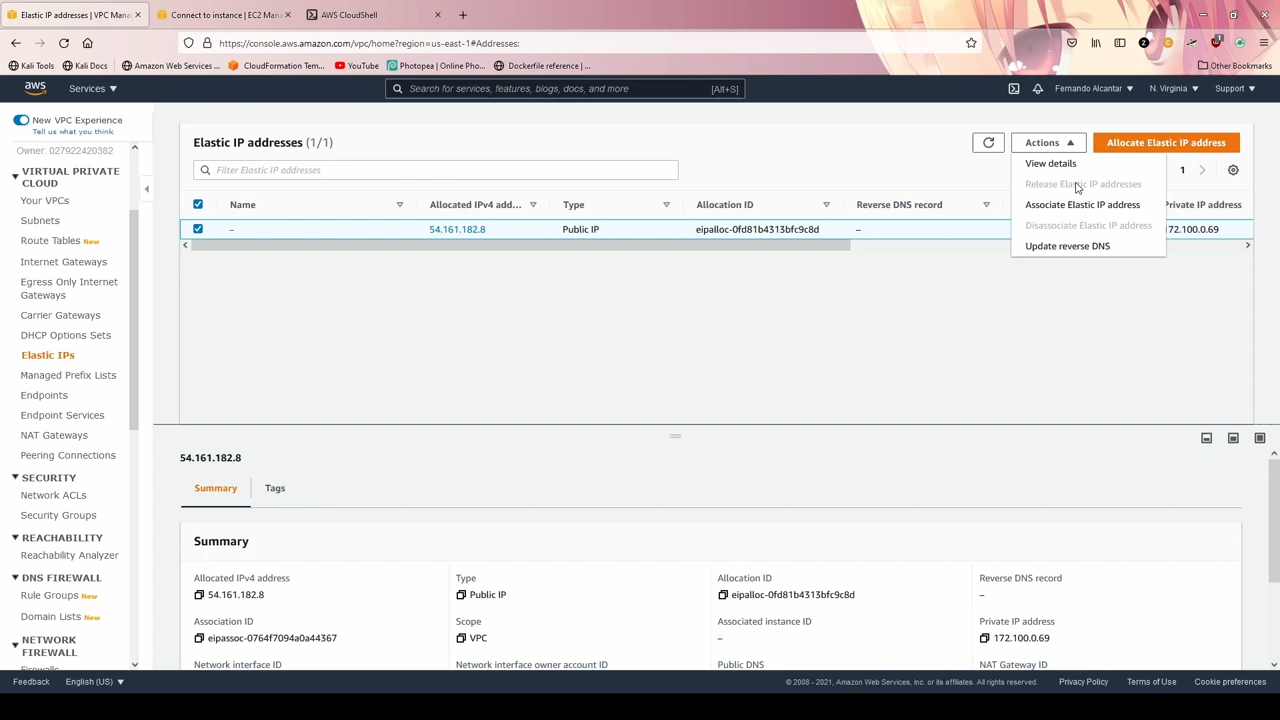 Elastic IP addresses | VPC Mana
Connect to instance | EC2 Mana
AWS CloudShell
https://console.aws.amazon.com/vpc/home?region=us-east-1#Addresses:
Kali Tools
Kali Docs
Amazon Web Services ...
CloudFormation Tem...
YouTube
Photopea | Online Pho...
Dockerfile reference | ...
Other Bookmarks
aws
Services
Search for services, features, blogs, docs, and more
[Alt+S]
Fernando Alcantar
N. Virginia
Support
New VPC Experience
Tell us what you think
Owner: 027922420382
VIRTUAL PRIVATE
CLOUD
Your VPCs
Subnets
Route Tables New
Internet Gateways
Egress Only Internet
Gateways
Carrier Gateways
DHCP Options Sets
Elastic IPs
Managed Prefix Lists
Endpoints
Endpoint Services
NAT Gateways
Peering Connections
SECURITY
Network ACLs
Security Groups
REACHABILITY
Reachability Analyzer
DNS FIREWALL
Rule Groups New
Domain Lists New
NETWORK
FIREWALL
Firewalls
Elastic IP addresses (1/1)
Actions
Allocate Elastic IP address
Filter Elastic IP addresses
1
View details
Release Elastic IP addresses
Associate Elastic IP address
Disassociate Elastic IP address
Update reverse DNS
Name
Allocated IPv4 add...
Type
Allocation ID
Reverse DNS record
Private IP address
–
54.161.182.8
Public IP
eipalloc-0fd81b4313bfc9c8d
–
172.100.0.69
54.161.182.8
Summary
Tags
Summary
Allocated IPv4 address
Type
Allocation ID
Reverse DNS record
54.161.182.8
Public IP
eipalloc-0fd81b4313bfc9c8d
–
Association ID
Scope
Associated instance ID
Private IP address
eipassoc-0764f7094a0a44367
VPC
–
172.100.0.69
Network interface ID
Network interface owner account ID
Public DNS
NAT Gateway ID
Feedback
English (US)
© 2008 - 2021, Amazon Web Services, Inc. or its affiliates. All rights reserved.
Privacy Policy
Terms of Use
Cookie preferences